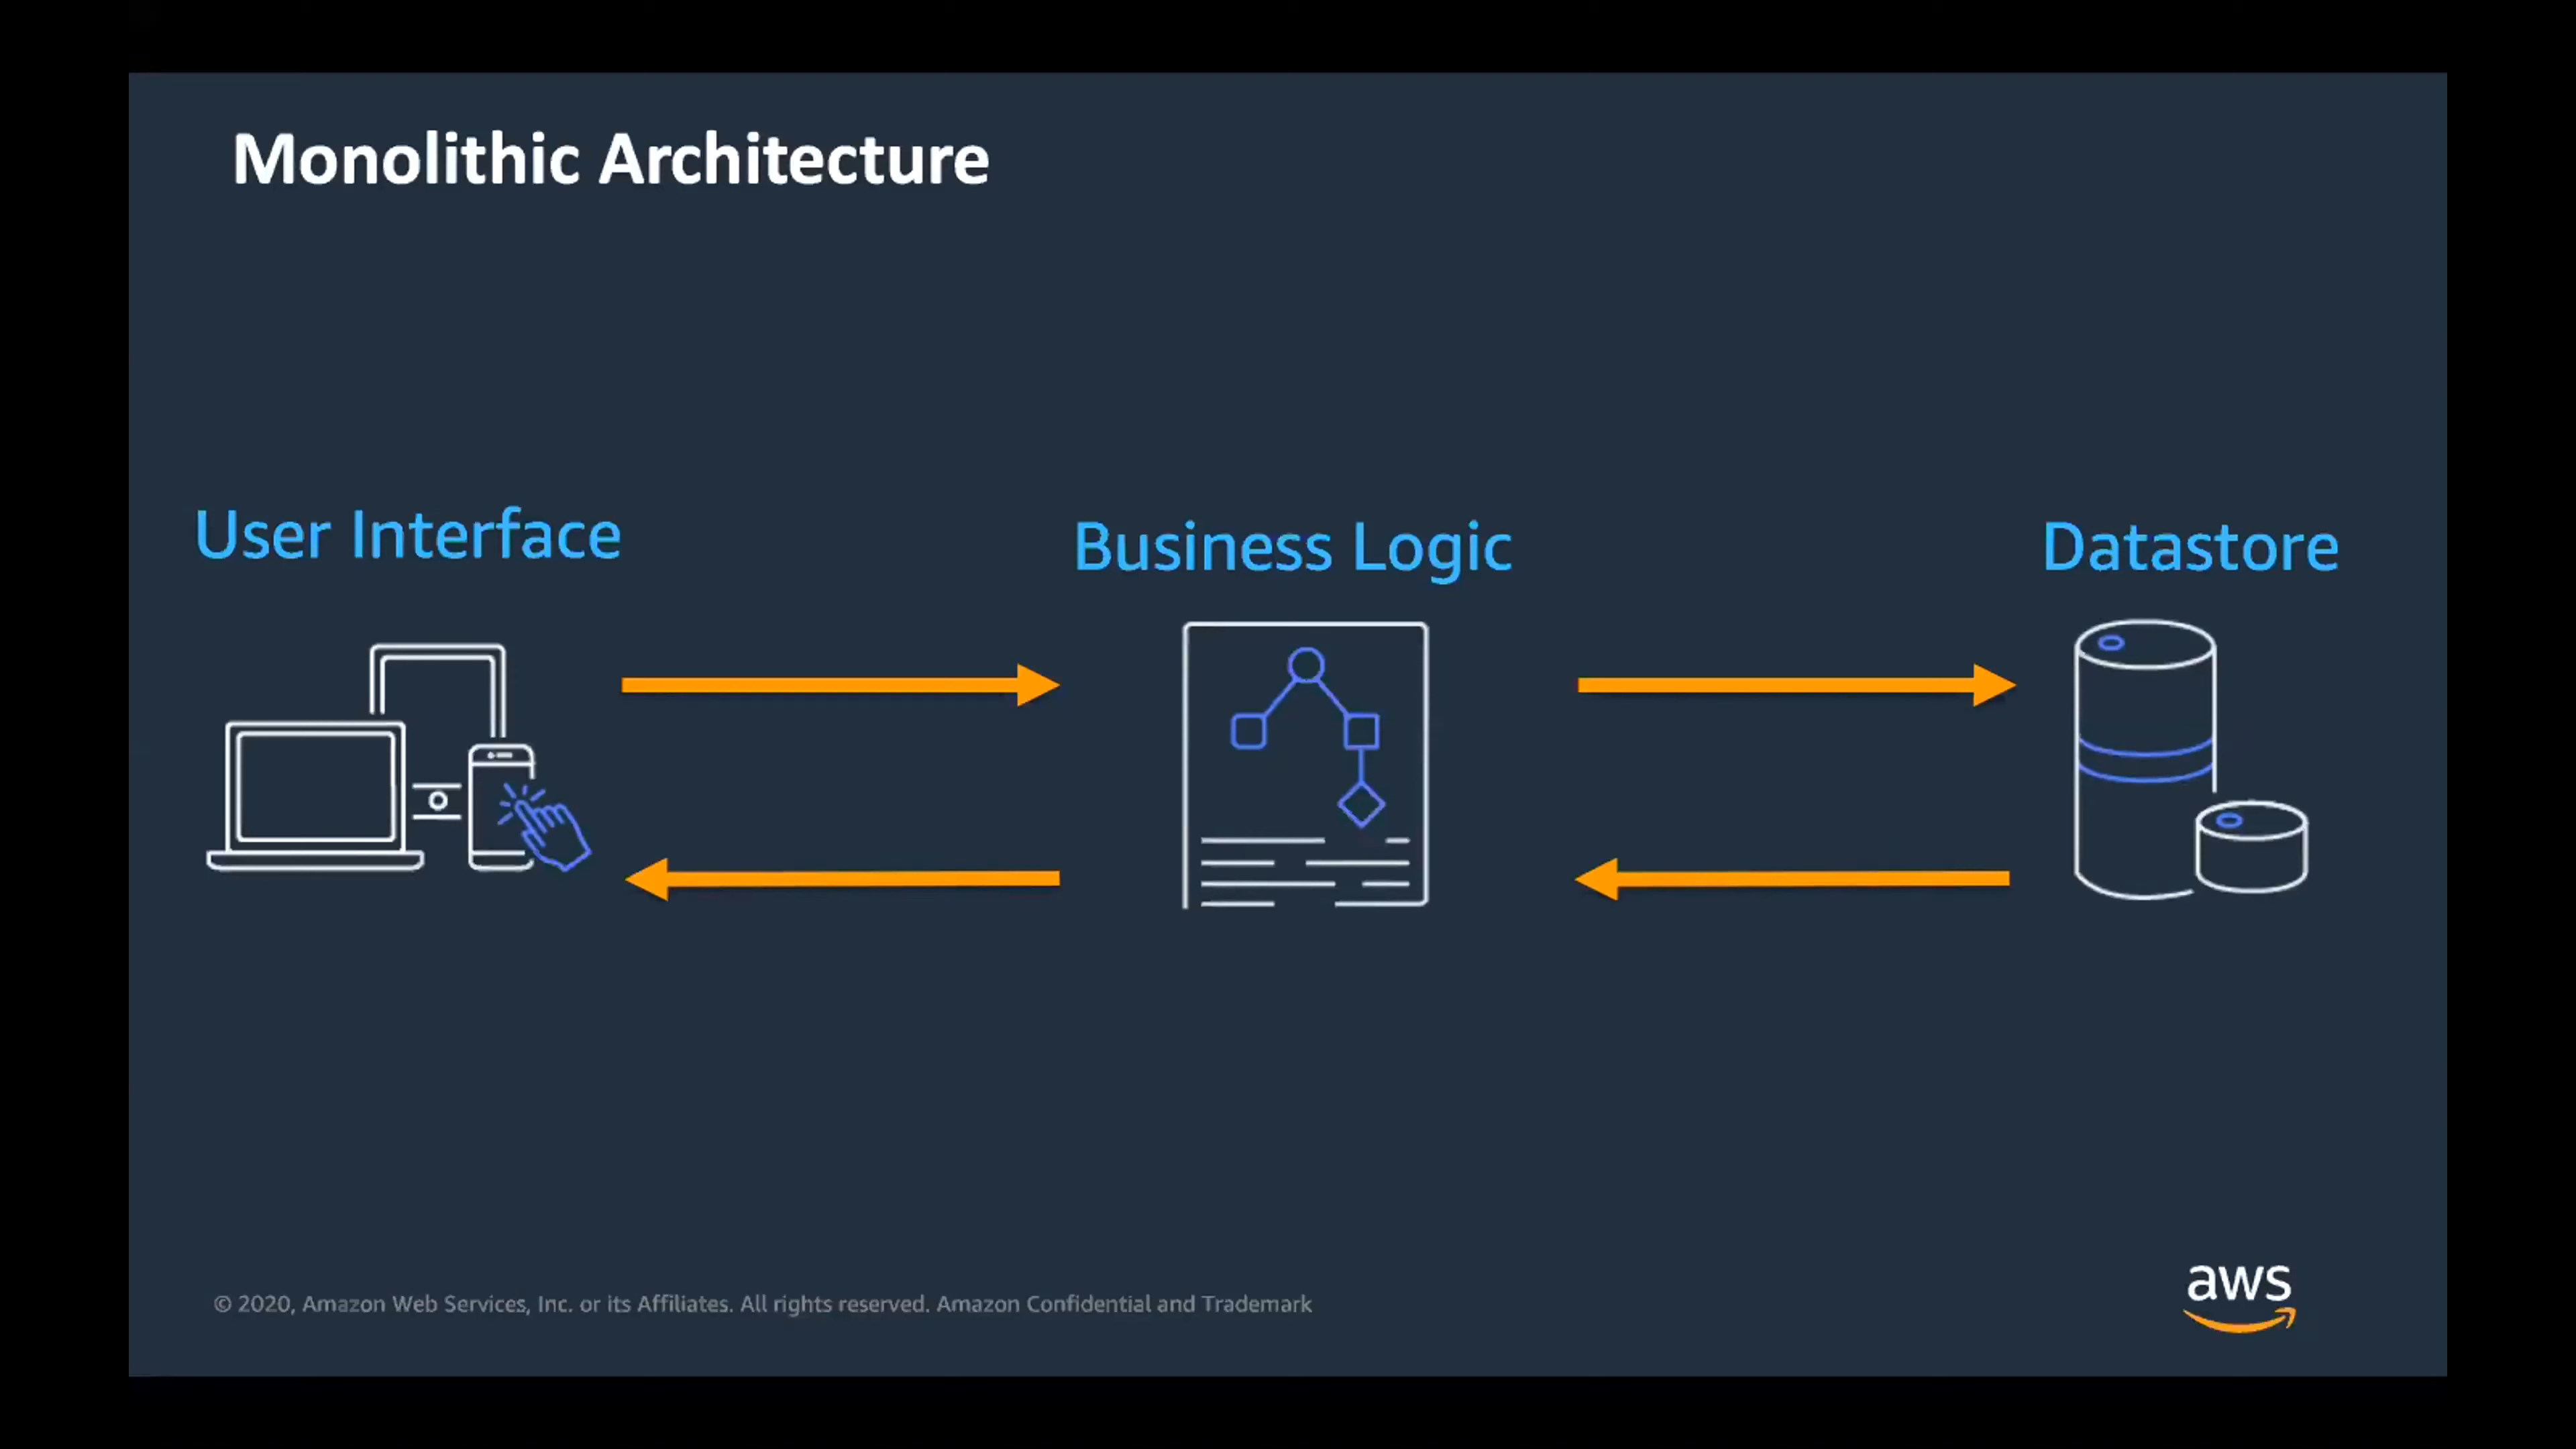 Monolithic Architecture
User Interface
Business Logic
Datastore
© 2020, Amazon Web Services, Inc. or its Affiliates. All rights reserved. Amazon Confidential and Trademark
aws